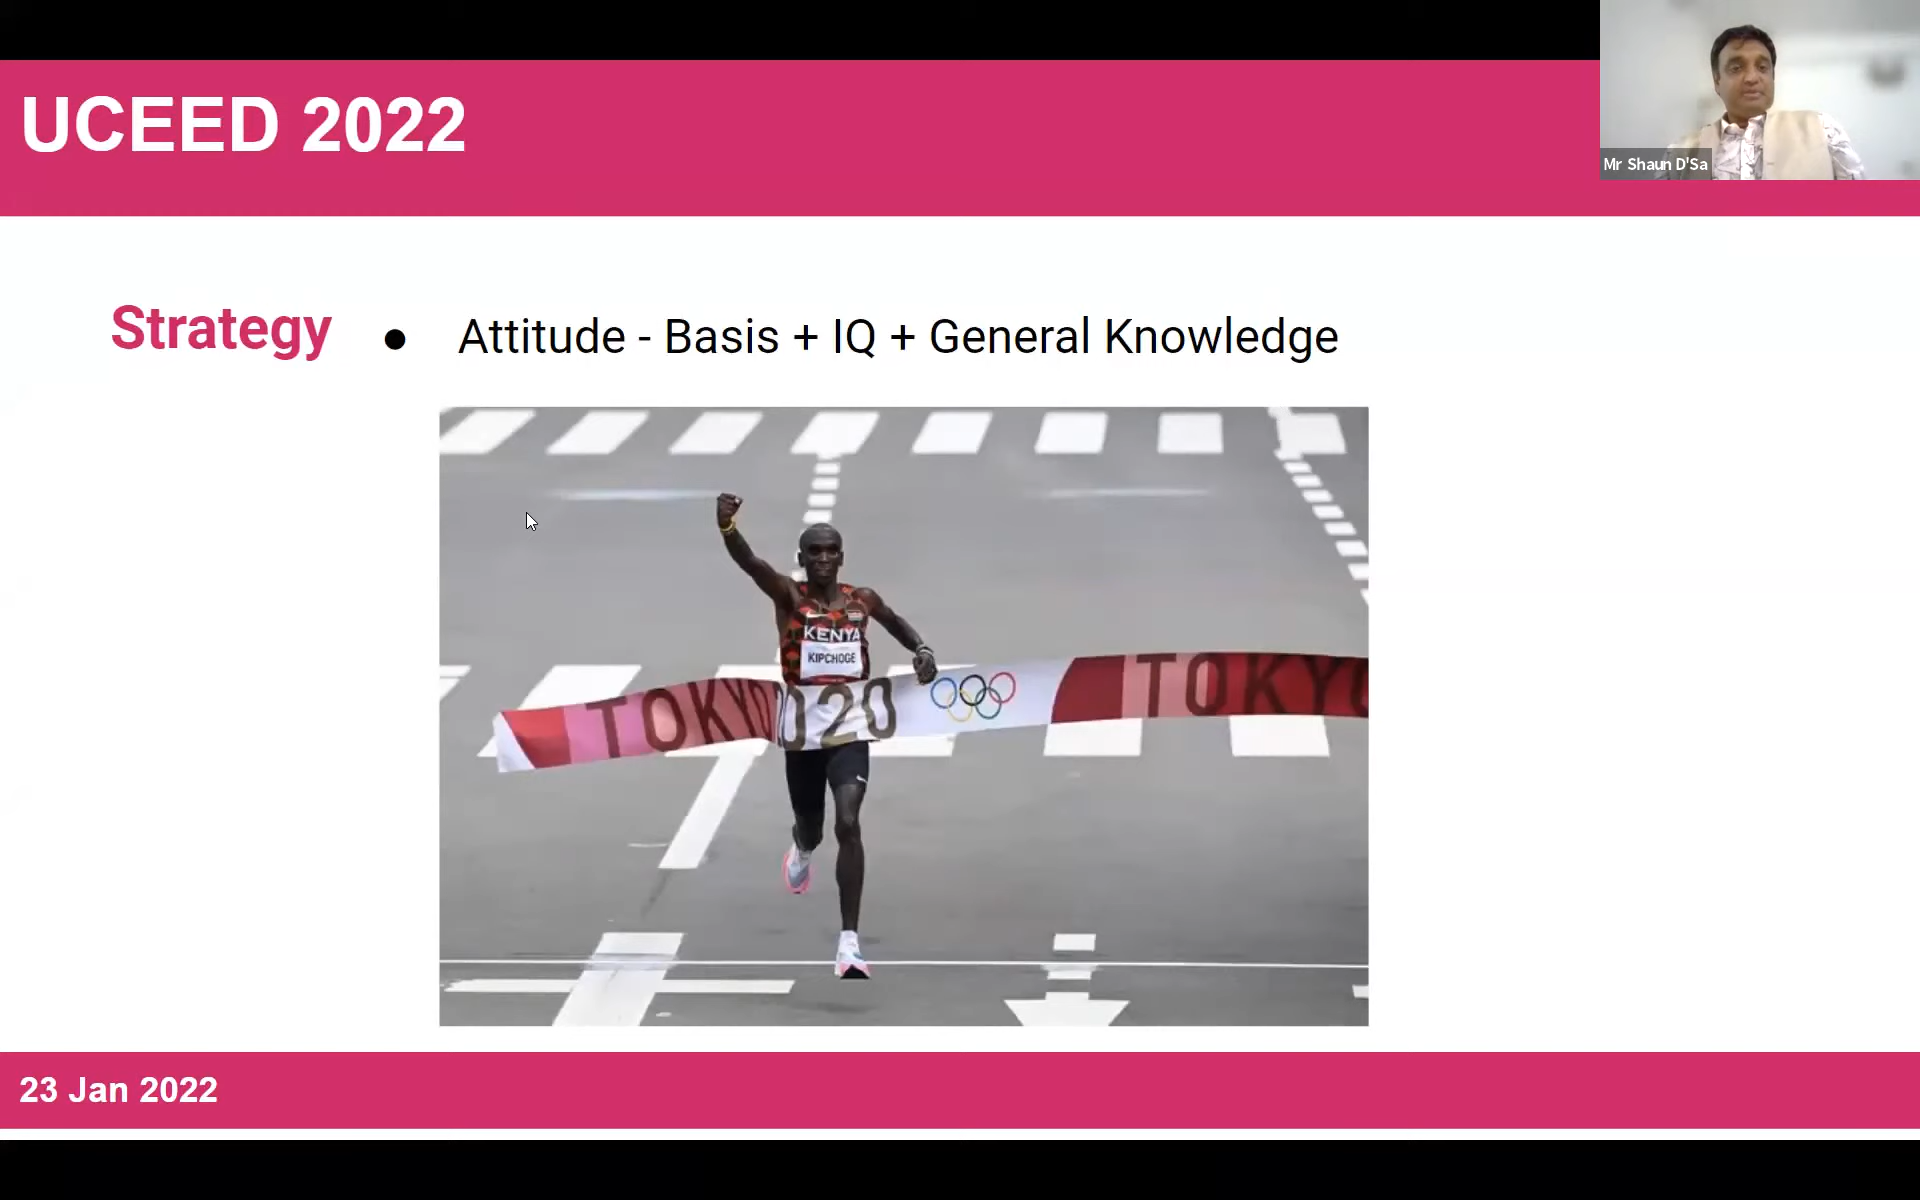 UCEED 2022
Mr Shaun D'Sa
Strategy
● Attitude - Basis + IQ + General Knowledge
KENYA
KIPCHOGE
TOKYO 2020
TOKYO
23 Jan 2022